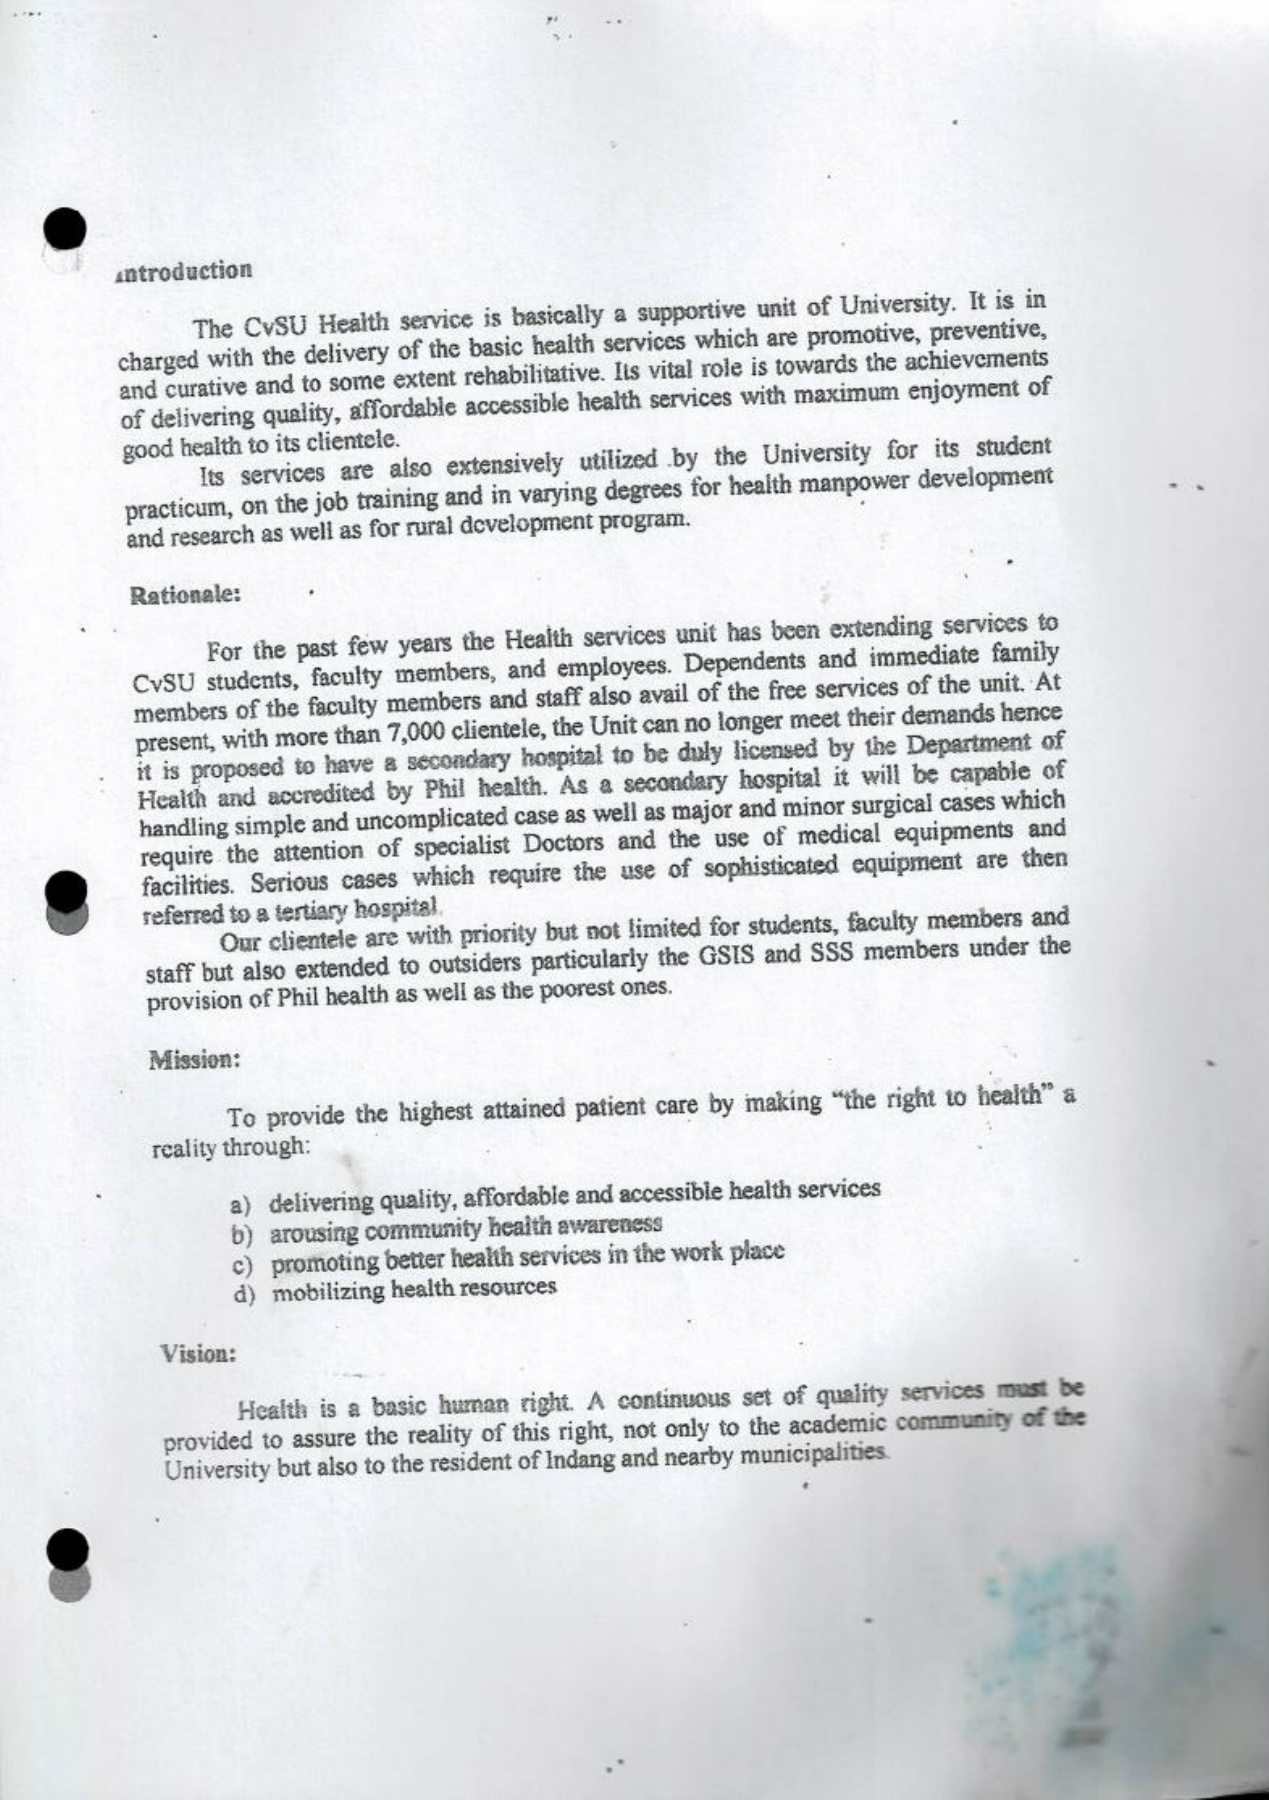 Introduction
The CvSU Health service is basically a supportive unit of University. It is in
charged with the delivery of the basic health services which are promotive, preventive,
and curative and to some extent rehabilitative. Its vital role is towards the achievements
of delivering quality, affordable accessible health services with maximum enjoyment of
good health to its clientele.
Its services are also extensively utilized by the University for its student
practicum, on the job training and in varying degrees for health manpower development
and research as well as for rural development program.
Rationale:
For the past few years the Health services unit has been extending services to
CvSU students, faculty members, and employees. Dependents and immediate family
members of the faculty members and staff also avail of the free services of the unit. At
present, with more than 7,000 clientele, the Unit can no longer meet their demands hence
it is proposed to have a secondary hospital to be duly licensed by the Department of
Health and accredited by Phil health. As a secondary hospital it will be capable of
handling simple and uncomplicated case as well as major and minor surgical cases which
require the attention of specialist Doctors and the use of medical equipments and
facilities. Serious cases which require the use of sophisticated equipment are then
referred to a tertiary hospital.
Our clientele are with priority but not limited for students, faculty members and
staff but also extended to outsiders particularly the GSIS and SSS members under the
provision of Phil health as well as the poorest ones.
Mission:
To provide the highest attained patient care by making “the right to health” a
reality through:
a) delivering quality, affordable and accessible health services
b) arousing community health awareness
c) promoting better health services in the work place
d) mobilizing health resources
Vision:
Health is a basic human right. A continuous set of quality services must be
provided to assure the reality of this right, not only to the academic community of the
University but also to the resident of Indang and nearby municipalities.